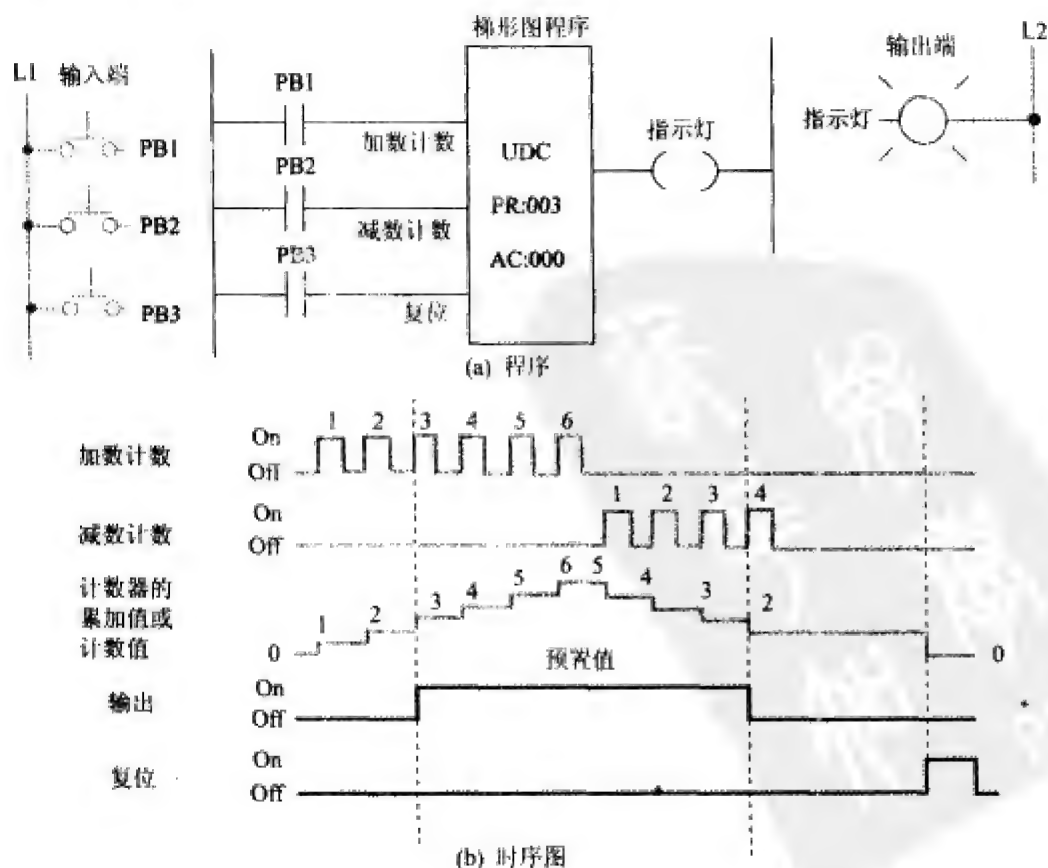 梯形图程序
L1 输入端
PB1
PB2
PB3
PB1
加数计数
PB2
减数计数
PB3
复位
UDC
PR:003
AC:000
指示灯
输出端
L2
指示灯
(a) 程序
加数计数
On
Off
1 2 3 4 5 6
减数计数
On
Off
1 2 3 4
计数器的
累加值或
计数值
0 1 2 3 4 5 6 5 4 3 2 0
预置值
输出
On
Off
复位
On
Off
(b) 时序图